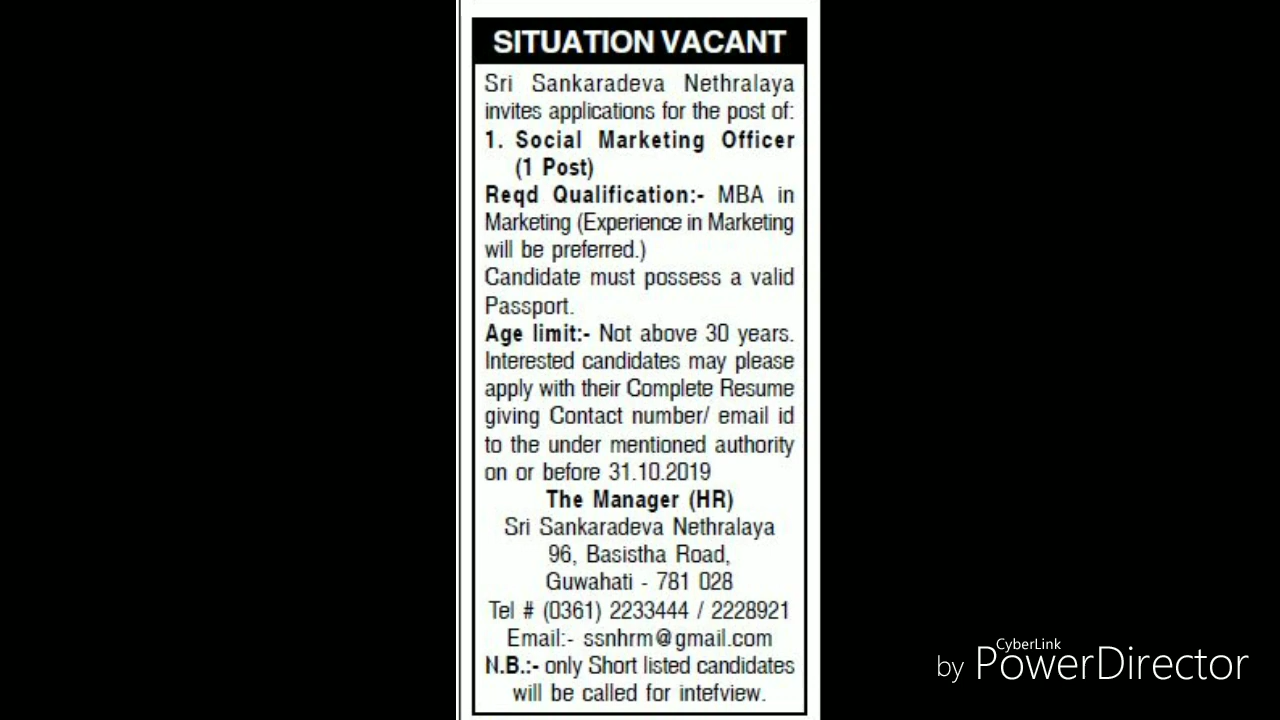 SITUATION VACANT
Sri Sankaradeva Nethralaya
invites applications for the post of:
1. Social Marketing Officer
(1 Post)
Reqd Qualification:- MBA in
Marketing (Experience in Marketing
will be preferred.)
Candidate must possess a valid
Passport.
Age limit:- Not above 30 years.
Interested candidates may please
apply with their Complete Resume
giving Contact number/ email id
to the under mentioned authority
on or before 31.10.2019
The Manager (HR)
Sri Sankaradeva Nethralaya
96, Basistha Road,
Guwahati - 781 028
Tel # (0361) 2233444 / 2228921
Email:- ssnhrm@gmail.com
N.B.:- only Short listed candidates
will be called for intefview.
CyberLink
by PowerDirector